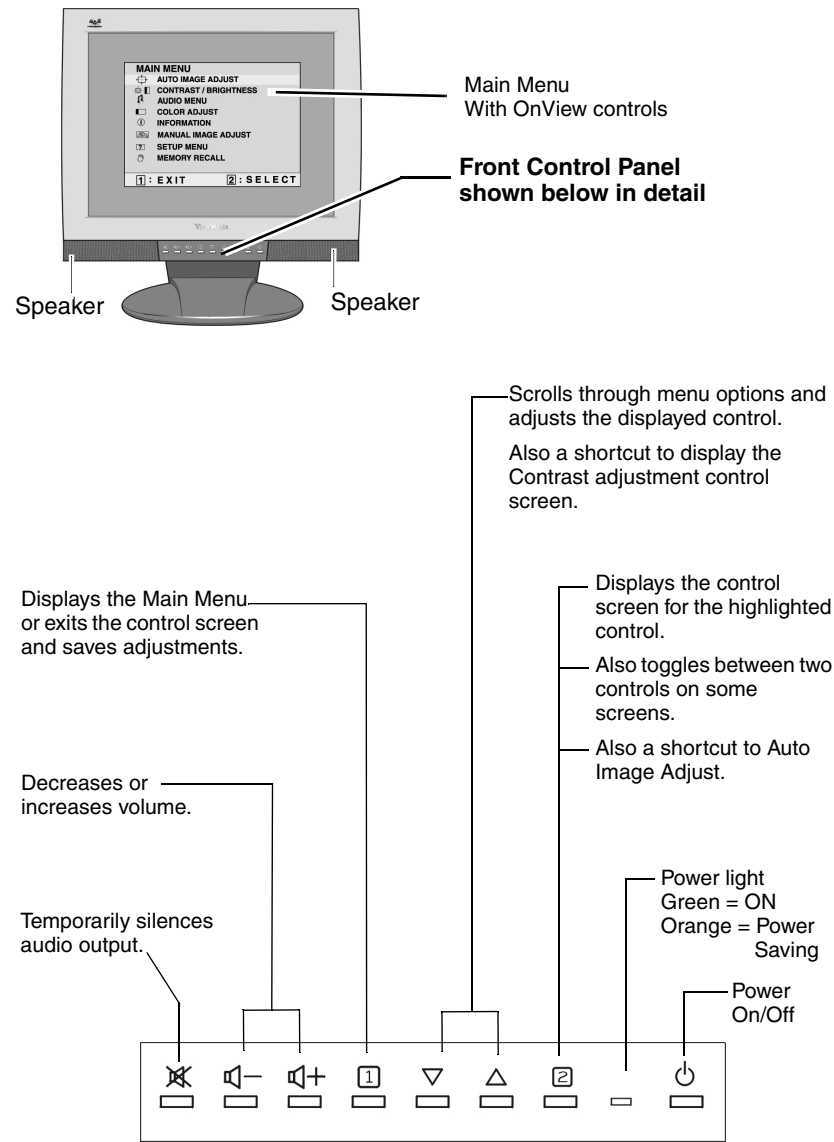 MAIN MENU
AUTO IMAGE ADJUST
CONTRAST / BRIGHTNESS
AUDIO MENU
COLOR ADJUST
INFORMATION
MANUAL IMAGE ADJUST
SETUP MENU
MEMORY RECALL
1 : EXIT 2 : SELECT
ViewSonic
Main Menu
With OnView controls
Front Control Panel
shown below in detail
Speaker
Speaker
Scrolls through menu options and
adjusts the displayed control.
Also a shortcut to display the
Contrast adjustment control
screen.
Displays the Main Menu
or exits the control screen
and saves adjustments.
Displays the control
screen for the highlighted
control.
Also toggles between two
controls on some
screens.
Also a shortcut to Auto
Image Adjust.
Decreases or
increases volume.
Temporarily silences
audio output.
Power light
Green = ON
Orange = Power
Saving
Power
On/Off
1
2